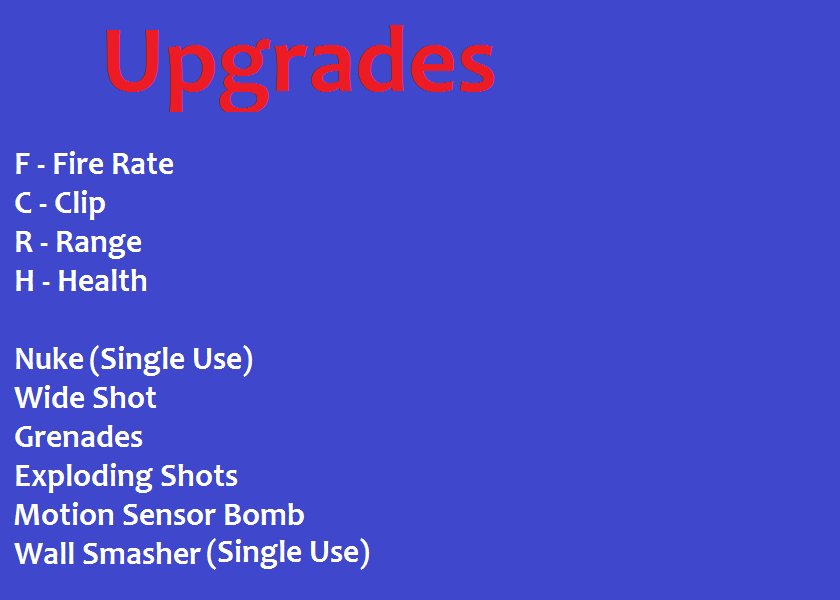 Upgrades
F - Fire Rate
C - Clip
R - Range
H - Health
Nuke (Single Use)
Wide Shot
Grenades
Exploding Shots
Motion Sensor Bomb
Wall Smasher (Single Use)